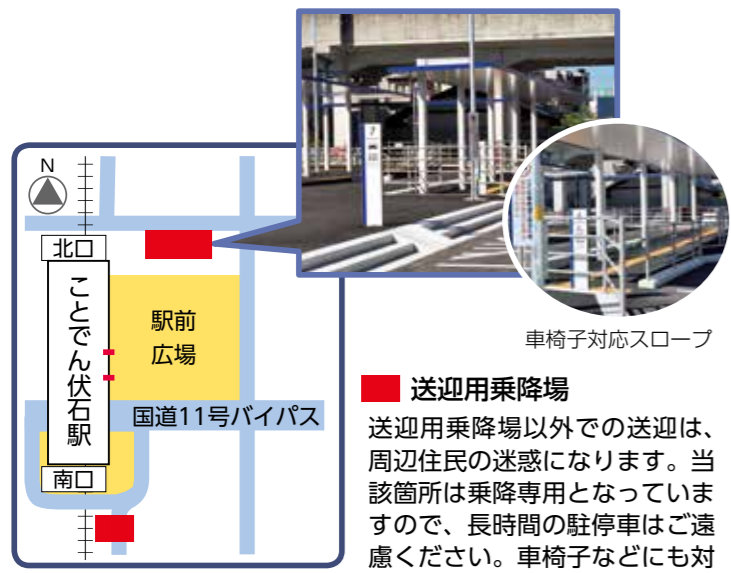 N
北口
ことでん伏石駅
駅前
広場
国道11号バイパス
南口
車椅子対応スロープ
送迎用乗降場
送迎用乗降場以外での送迎は、
周辺住民の迷惑になります。当
該箇所は乗降専用となっていま
すので、長時間の駐停車はご遠
慮ください。車椅子などにも対